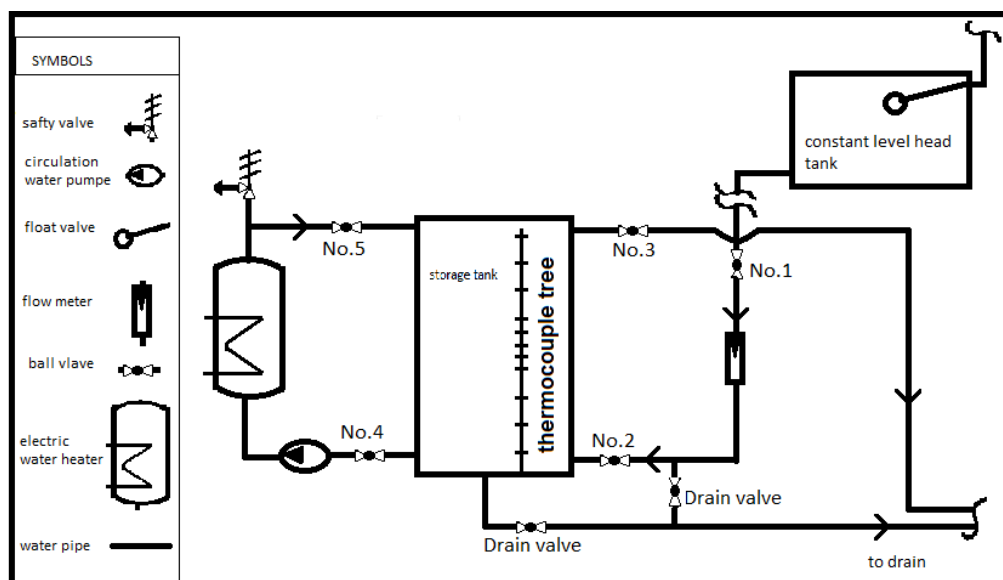 SYMBOLS
safty valve
circulation
water pumpe
float valve
flow meter
ball vlave
electric
water heater
water pipe
constant level head
tank
No.5
No.3
No.1
storage tank
thermocouple tree
No.4
No.2
Drain valve
Drain valve
to drain